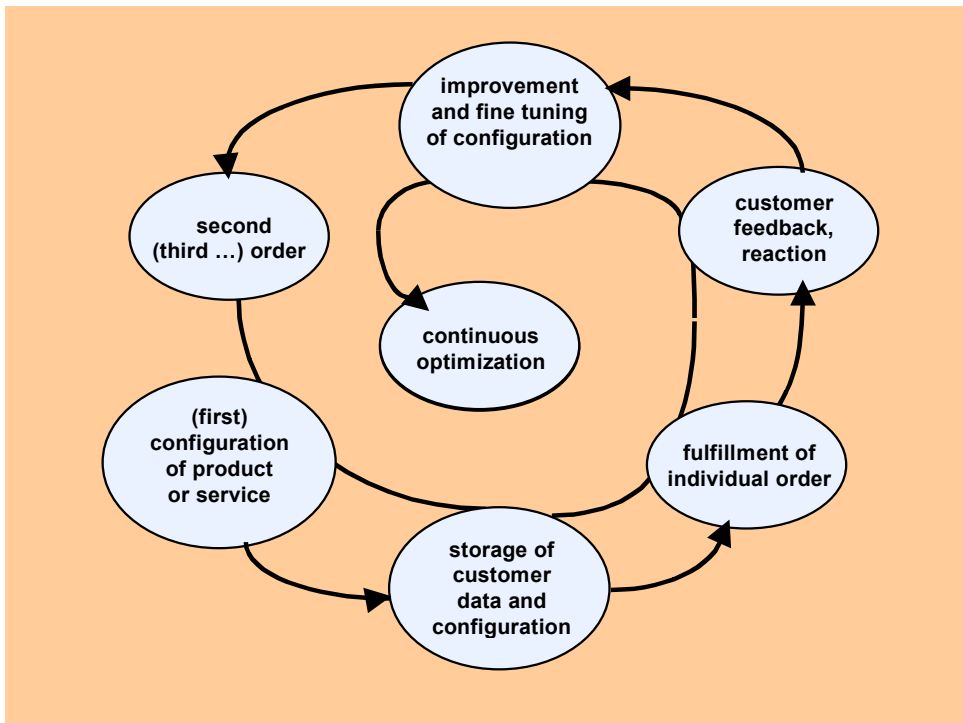 improvement
and fine tuning
of configuration
second
(third ...) order
customer
feedback,
reaction
continuous
optimization
(first)
configuration
of product
or service
fulfillment of
individual order
storage of
customer
data and
configuration